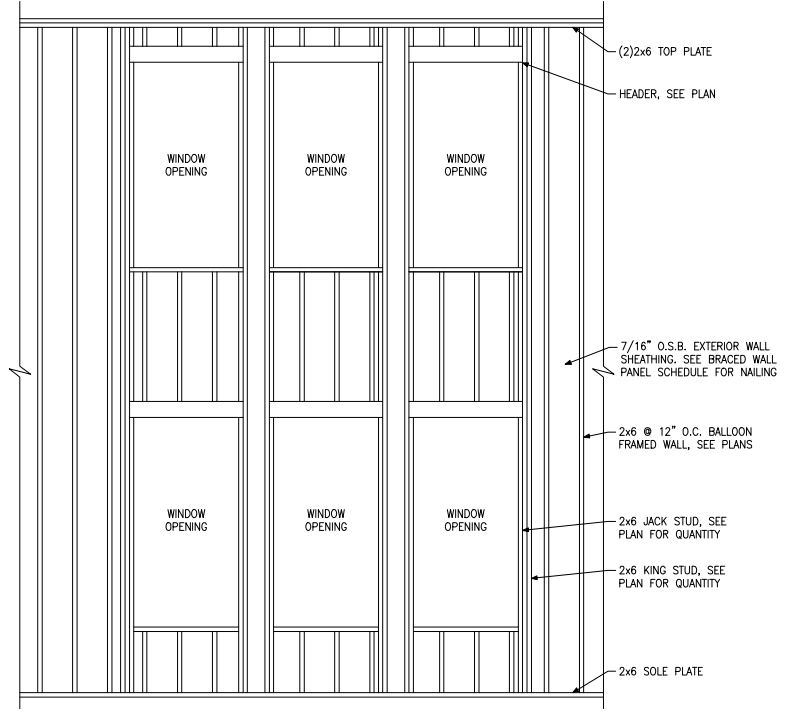 (2)2x6 TOP PLATE
HEADER, SEE PLAN
WINDOW
OPENING
WINDOW
OPENING
WINDOW
OPENING
7/16" O.S.B. EXTERIOR WALL
SHEATHING. SEE BRACED WALL
PANEL SCHEDULE FOR NAILING
2x6 @ 12" O.C. BALLOON
FRAMED WALL, SEE PLANS
WINDOW
OPENING
WINDOW
OPENING
WINDOW
OPENING
2x6 JACK STUD, SEE
PLAN FOR QUANTITY
2x6 KING STUD, SEE
PLAN FOR QUANTITY
2x6 SOLE PLATE